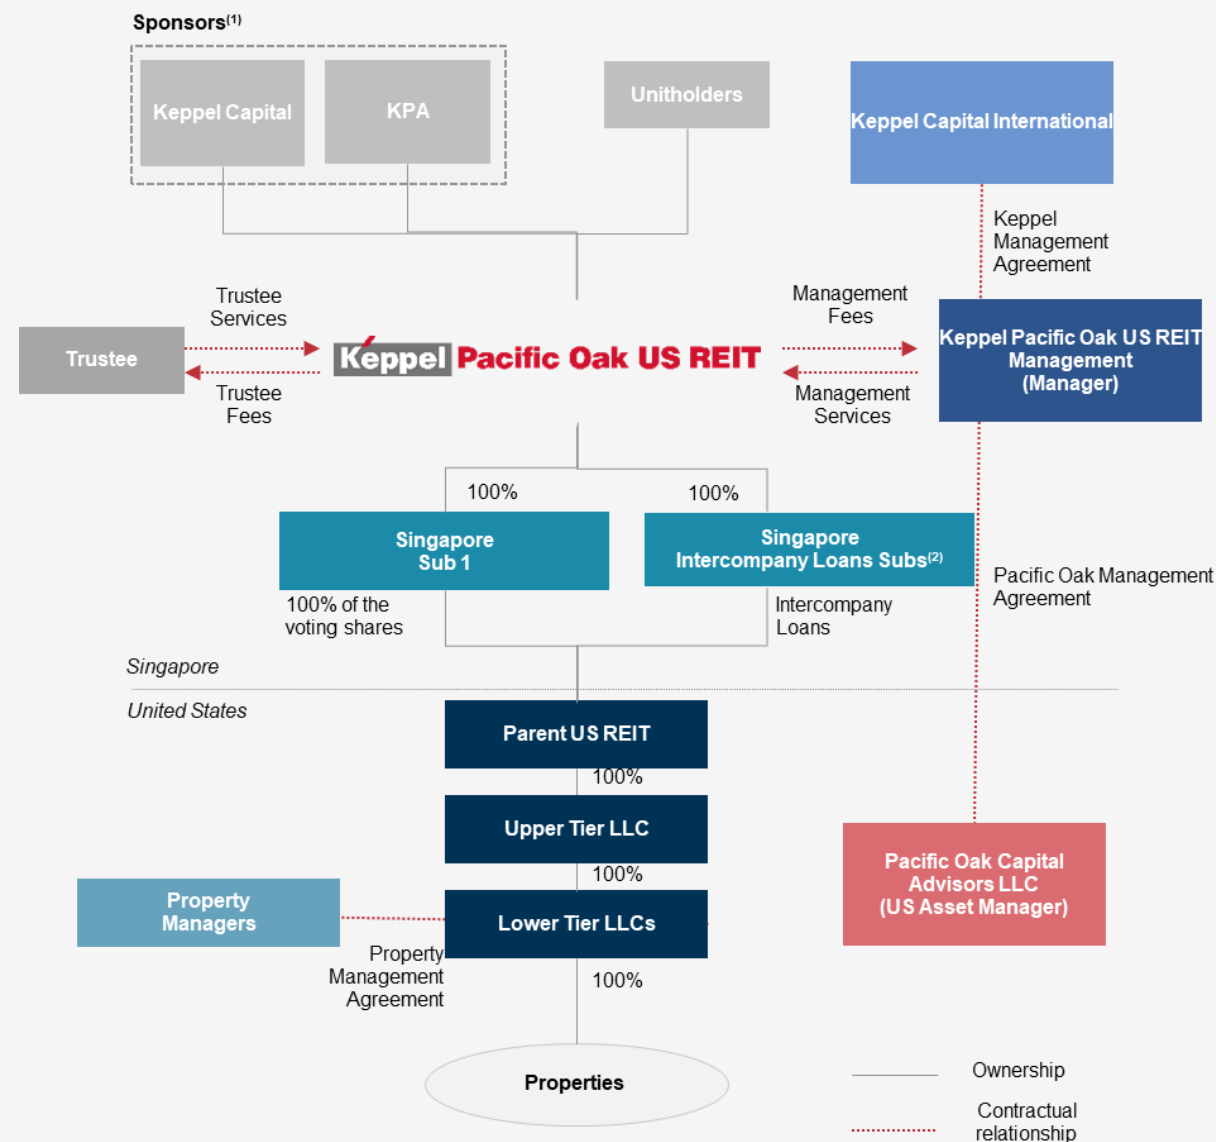 Sponsors(1)
Keppel Capital
KPA
Unitholders
Keppel Capital International
Keppel
Management
Agreement
Trustee
Services
Management
Fees
Trustee
Keppel Pacific Oak US REIT
Keppel Pacific Oak US REIT
Management
(Manager)
Trustee
Fees
Management
Services
100%
100%
Singapore
Sub 1
Singapore
Intercompany Loans Subs(2)
100% of the
voting shares
Intercompany
Loans
Pacific Oak Management
Agreement
Singapore
United States
Parent US REIT
100%
Upper Tier LLC
100%
Pacific Oak Capital
Advisors LLC
(US Asset Manager)
Property
Managers
Lower Tier LLCs
Property
Management
Agreement
100%
Properties
Ownership
Contractual
relationship